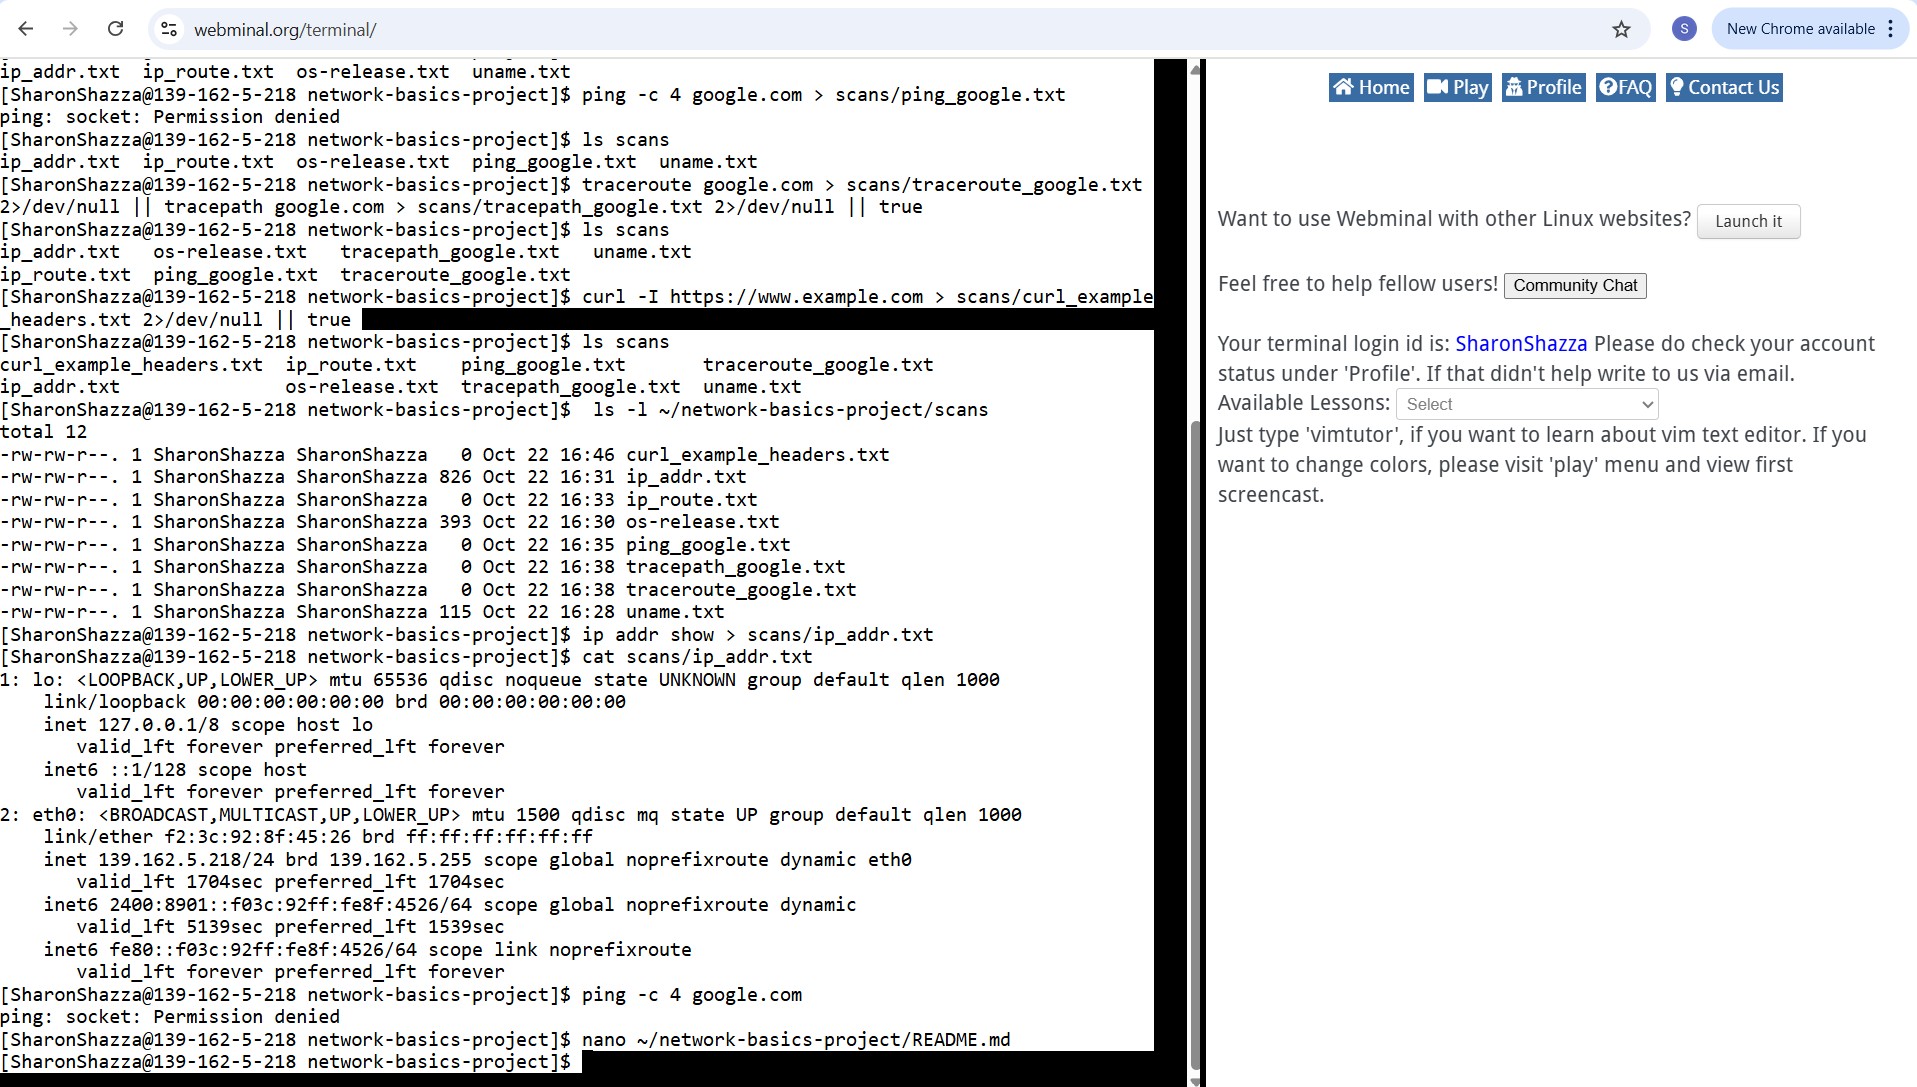 webminal.org/terminal/
S
New Chrome available
ip_addr.txt  ip_route.txt  os-release.txt  uname.txt
[SharonShazza@139-162-5-218 network-basics-project]$ ping -c 4 google.com > scans/ping_google.txt
ping: socket: Permission denied
[SharonShazza@139-162-5-218 network-basics-project]$ ls scans
ip_addr.txt  ip_route.txt  os-release.txt  ping_google.txt  uname.txt
[SharonShazza@139-162-5-218 network-basics-project]$ traceroute google.com > scans/traceroute_google.txt
2>/dev/null || tracepath google.com > scans/tracepath_google.txt 2>/dev/null || true
[SharonShazza@139-162-5-218 network-basics-project]$ ls scans
ip_addr.txt   os-release.txt   tracepath_google.txt   uname.txt
ip_route.txt  ping_google.txt  traceroute_google.txt
[SharonShazza@139-162-5-218 network-basics-project]$ curl -I https://www.example.com > scans/curl_example
_headers.txt 2>/dev/null || true
[SharonShazza@139-162-5-218 network-basics-project]$ ls scans
curl_example_headers.txt  ip_route.txt    ping_google.txt       traceroute_google.txt
ip_addr.txt               os-release.txt  tracepath_google.txt  uname.txt
[SharonShazza@139-162-5-218 network-basics-project]$  ls -l ~/network-basics-project/scans
total 12
-rw-rw-r--. 1 SharonShazza SharonShazza   0 Oct 22 16:46 curl_example_headers.txt
-rw-rw-r--. 1 SharonShazza SharonShazza 826 Oct 22 16:31 ip_addr.txt
-rw-rw-r--. 1 SharonShazza SharonShazza   0 Oct 22 16:33 ip_route.txt
-rw-rw-r--. 1 SharonShazza SharonShazza 393 Oct 22 16:30 os-release.txt
-rw-rw-r--. 1 SharonShazza SharonShazza   0 Oct 22 16:35 ping_google.txt
-rw-rw-r--. 1 SharonShazza SharonShazza   0 Oct 22 16:38 tracepath_google.txt
-rw-rw-r--. 1 SharonShazza SharonShazza   0 Oct 22 16:38 traceroute_google.txt
-rw-rw-r--. 1 SharonShazza SharonShazza 115 Oct 22 16:28 uname.txt
[SharonShazza@139-162-5-218 network-basics-project]$ ip addr show > scans/ip_addr.txt
[SharonShazza@139-162-5-218 network-basics-project]$ cat scans/ip_addr.txt
1: lo: <LOOPBACK,UP,LOWER_UP> mtu 65536 qdisc noqueue state UNKNOWN group default qlen 1000
    link/loopback 00:00:00:00:00:00 brd 00:00:00:00:00:00
    inet 127.0.0.1/8 scope host lo
       valid_lft forever preferred_lft forever
    inet6 ::1/128 scope host
       valid_lft forever preferred_lft forever
2: eth0: <BROADCAST,MULTICAST,UP,LOWER_UP> mtu 1500 qdisc mq state UP group default qlen 1000
    link/ether f2:3c:92:8f:45:26 brd ff:ff:ff:ff:ff:ff
    inet 139.162.5.218/24 brd 139.162.5.255 scope global noprefixroute dynamic eth0
       valid_lft 1704sec preferred_lft 1704sec
    inet6 2400:8901::f03c:92ff:fe8f:4526/64 scope global noprefixroute dynamic
       valid_lft 5139sec preferred_lft 1539sec
    inet6 fe80::f03c:92ff:fe8f:4526/64 scope link noprefixroute
       valid_lft forever preferred_lft forever
[SharonShazza@139-162-5-218 network-basics-project]$ ping -c 4 google.com
ping: socket: Permission denied
[SharonShazza@139-162-5-218 network-basics-project]$ nano ~/network-basics-project/README.md
[SharonShazza@139-162-5-218 network-basics-project]$
Home Play Profile FAQ Contact Us
Want to use Webminal with other Linux websites? Launch it
Feel free to help fellow users! Community Chat
Your terminal login id is: SharonShazza Please do check your account
status under 'Profile'. If that didn't help write to us via email.
Available Lessons: Select
Just type 'vimtutor', if you want to learn about vim text editor. If you
want to change colors, please visit 'play' menu and view first
screencast.